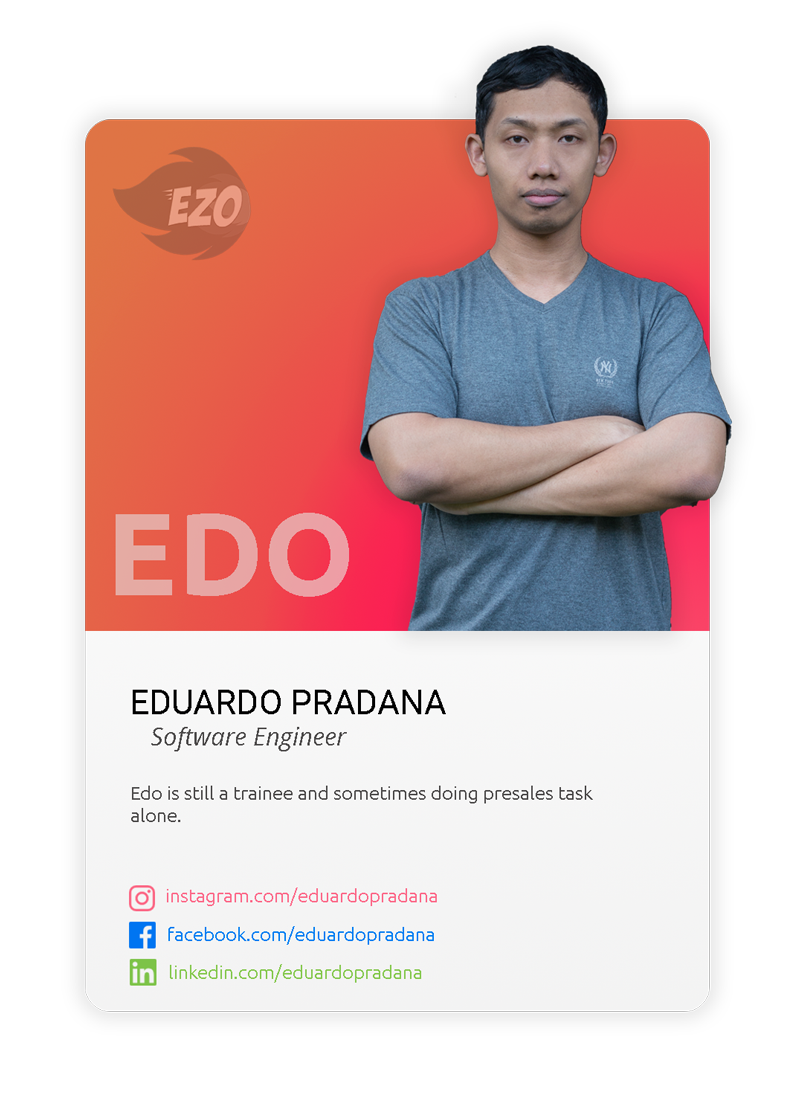 EZO
EDO
EDUARDO PRADANA
Software Engineer
Edo is still a trainee and sometimes doing presales task
alone.
instagram.com/eduardopradana
facebook.com/eduardopradana
linkedin.com/eduardopradana